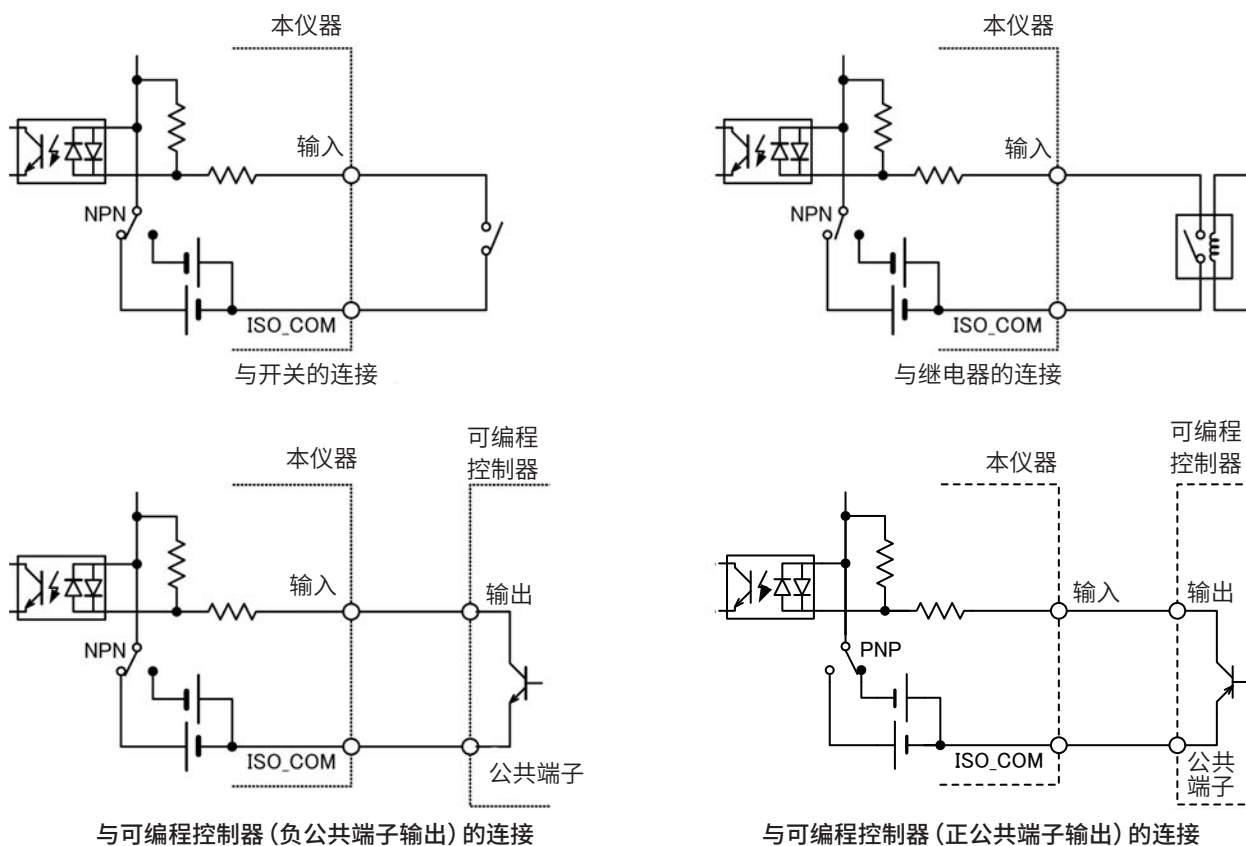 本仪器
输入
NPN
ISO_COM
与开关的连接
本仪器
输入
NPN
ISO_COM
与继电器的连接
本仪器
可编程
控制器
输入
输出
NPN
ISO_COM
公共端子
与可编程控制器（负公共端子输出）的连接
本仪器
可编程
控制器
输入
输出
PNP
ISO_COM
公共
端子
与可编程控制器（正公共端子输出）的连接